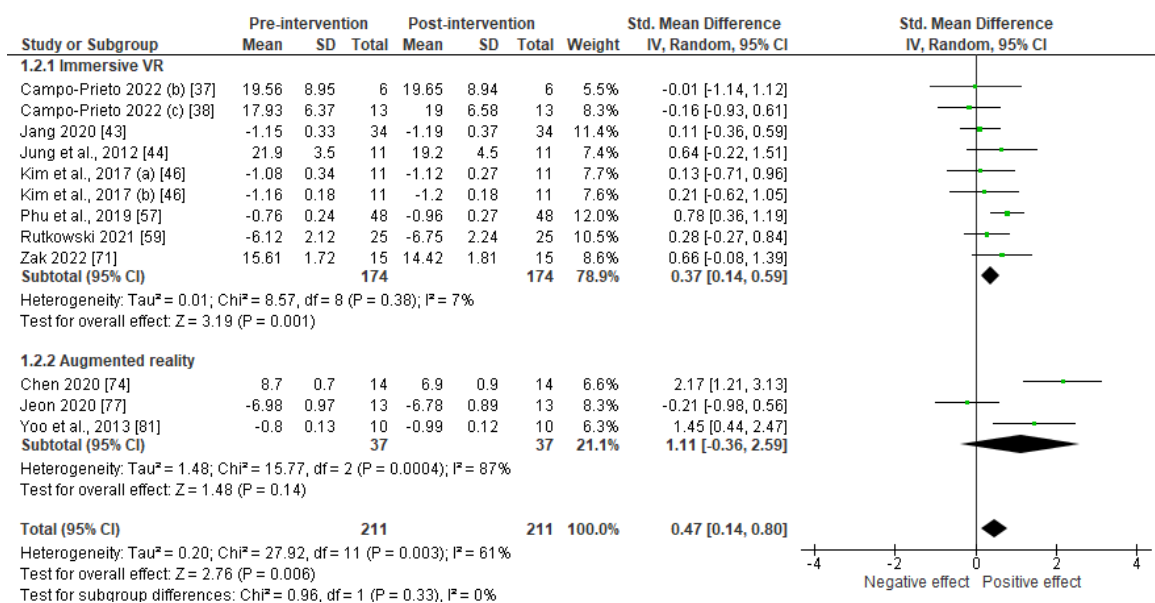 Pre-intervention Post-intervention Std. Mean Difference Std. Mean Difference
Study or Subgroup Mean SD Total Mean SD Total Weight IV, Random, 95% CI IV, Random, 95% CI
1.2.1 Immersive VR
Campo-Prieto 2022 (b) [37] 19.56 8.95 6 19.65 8.94 6 5.5% -0.01 [-1.14, 1.12]
Campo-Prieto 2022 (c) [38] 17.93 6.37 13 19 6.58 13 8.3% -0.16 [-0.93, 0.61]
Jang 2020 [43] -1.15 0.33 34 -1.19 0.37 34 11.4% 0.11 [-0.36, 0.59]
Jung et al., 2012 [44] 21.9 3.5 11 19.2 4.5 11 7.4% 0.64 [-0.22, 1.51]
Kim et al., 2017 (a) [46] -1.08 0.34 11 -1.12 0.27 11 7.7% 0.13 [-0.71, 0.96]
Kim et al., 2017 (b) [46] -1.16 0.18 11 -1.2 0.18 11 7.6% 0.21 [-0.62, 1.05]
Phu et al., 2019 [57] -0.76 0.24 48 -0.96 0.27 48 12.0% 0.78 [0.36, 1.19]
Rutkowski 2021 [59] -6.12 2.12 25 -6.75 2.24 25 10.5% 0.28 [-0.27, 0.84]
Zak 2022 [71] 15.61 1.72 15 14.42 1.81 15 8.6% 0.66 [-0.08, 1.39]
Subtotal (95% CI) 174 174 78.9% 0.37 [0.14, 0.59]
Heterogeneity: Tau² = 0.01; Chi² = 8.57, df = 8 (P = 0.38); I² = 7%
Test for overall effect: Z = 3.19 (P = 0.001)
1.2.2 Augmented reality
Chen 2020 [74] 8.7 0.7 14 6.9 0.9 14 6.6% 2.17 [1.21, 3.13]
Jeon 2020 [77] -6.98 0.97 13 -6.78 0.89 13 8.3% -0.21 [-0.98, 0.56]
Yoo et al., 2013 [81] -0.8 0.13 10 -0.99 0.12 10 6.3% 1.45 [0.44, 2.47]
Subtotal (95% CI) 37 37 21.1% 1.11 [-0.36, 2.59]
Heterogeneity: Tau² = 1.48; Chi² = 15.77, df = 2 (P = 0.0004); I² = 87%
Test for overall effect: Z = 1.48 (P = 0.14)
Total (95% CI) 211 211 100.0% 0.47 [0.14, 0.80]
Heterogeneity: Tau² = 0.20; Chi² = 27.92, df = 11 (P = 0.003); I² = 61%
Test for overall effect: Z = 2.76 (P = 0.006)
Test for subgroup differences: Chi² = 0.96, df = 1 (P = 0.33), I² = 0%
-4 -2 0 2 4
Negative effect Positive effect